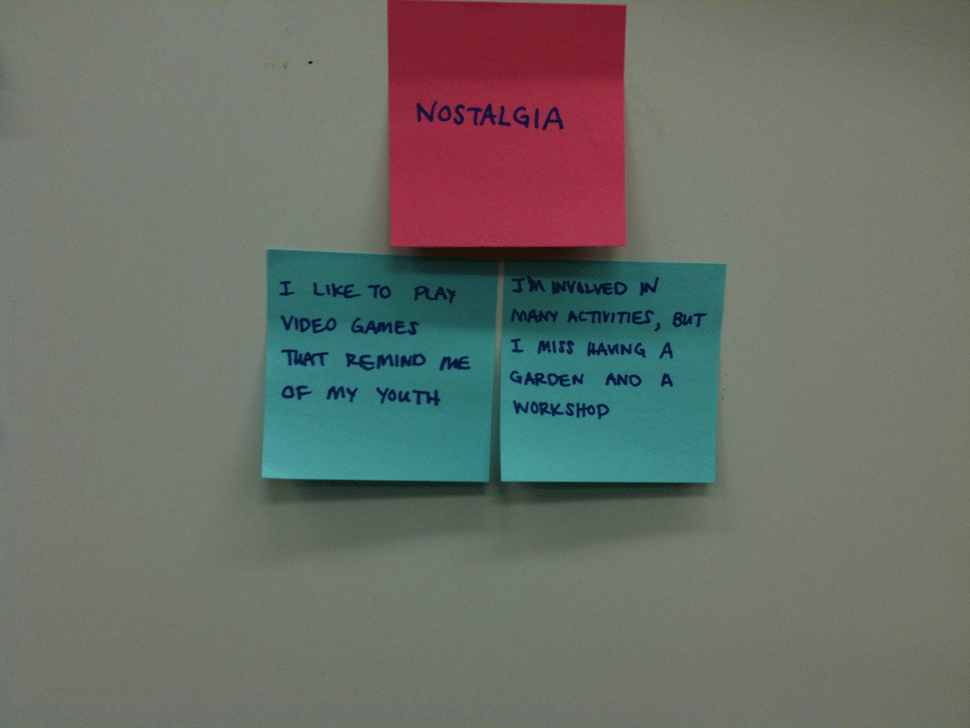 NOSTALGIA
I LIKE TO PLAY
VIDEO GAMES
THAT REMIND ME
OF MY YOUTH
I'M INVOLVED IN
MANY ACTIVITIES, BUT
I MISS HAVING A
GARDEN AND A
WORKSHOP